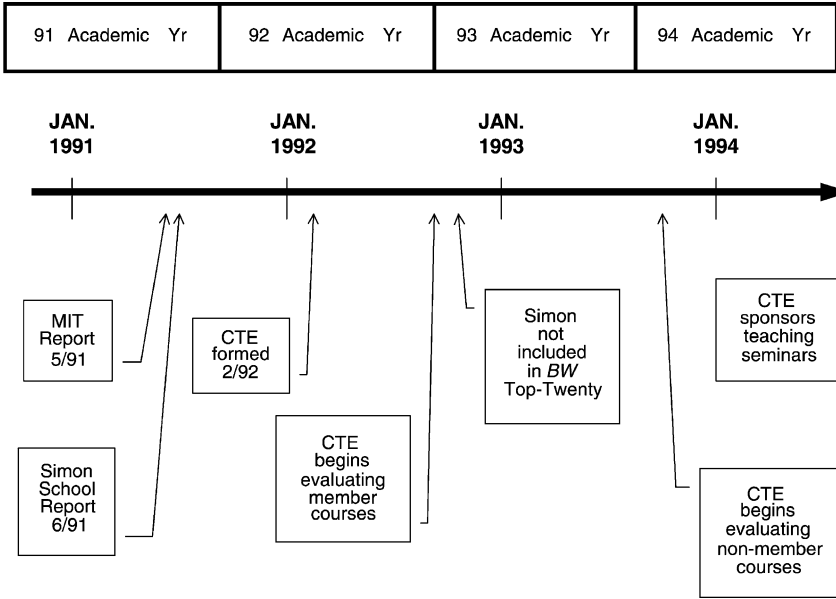 91 Academic Yr
92 Academic Yr
93 Academic Yr
94 Academic Yr
JAN.
1991
JAN.
1992
JAN.
1993
JAN.
1994
MIT
Report
5/91
Simon
School
Report
6/91
CTE
formed
2/92
CTE
begins
evaluating
member
courses
Simon
not
included
in BW
Top-Twenty
CTE
sponsors
teaching
seminars
CTE
begins
evaluating
non-member
courses